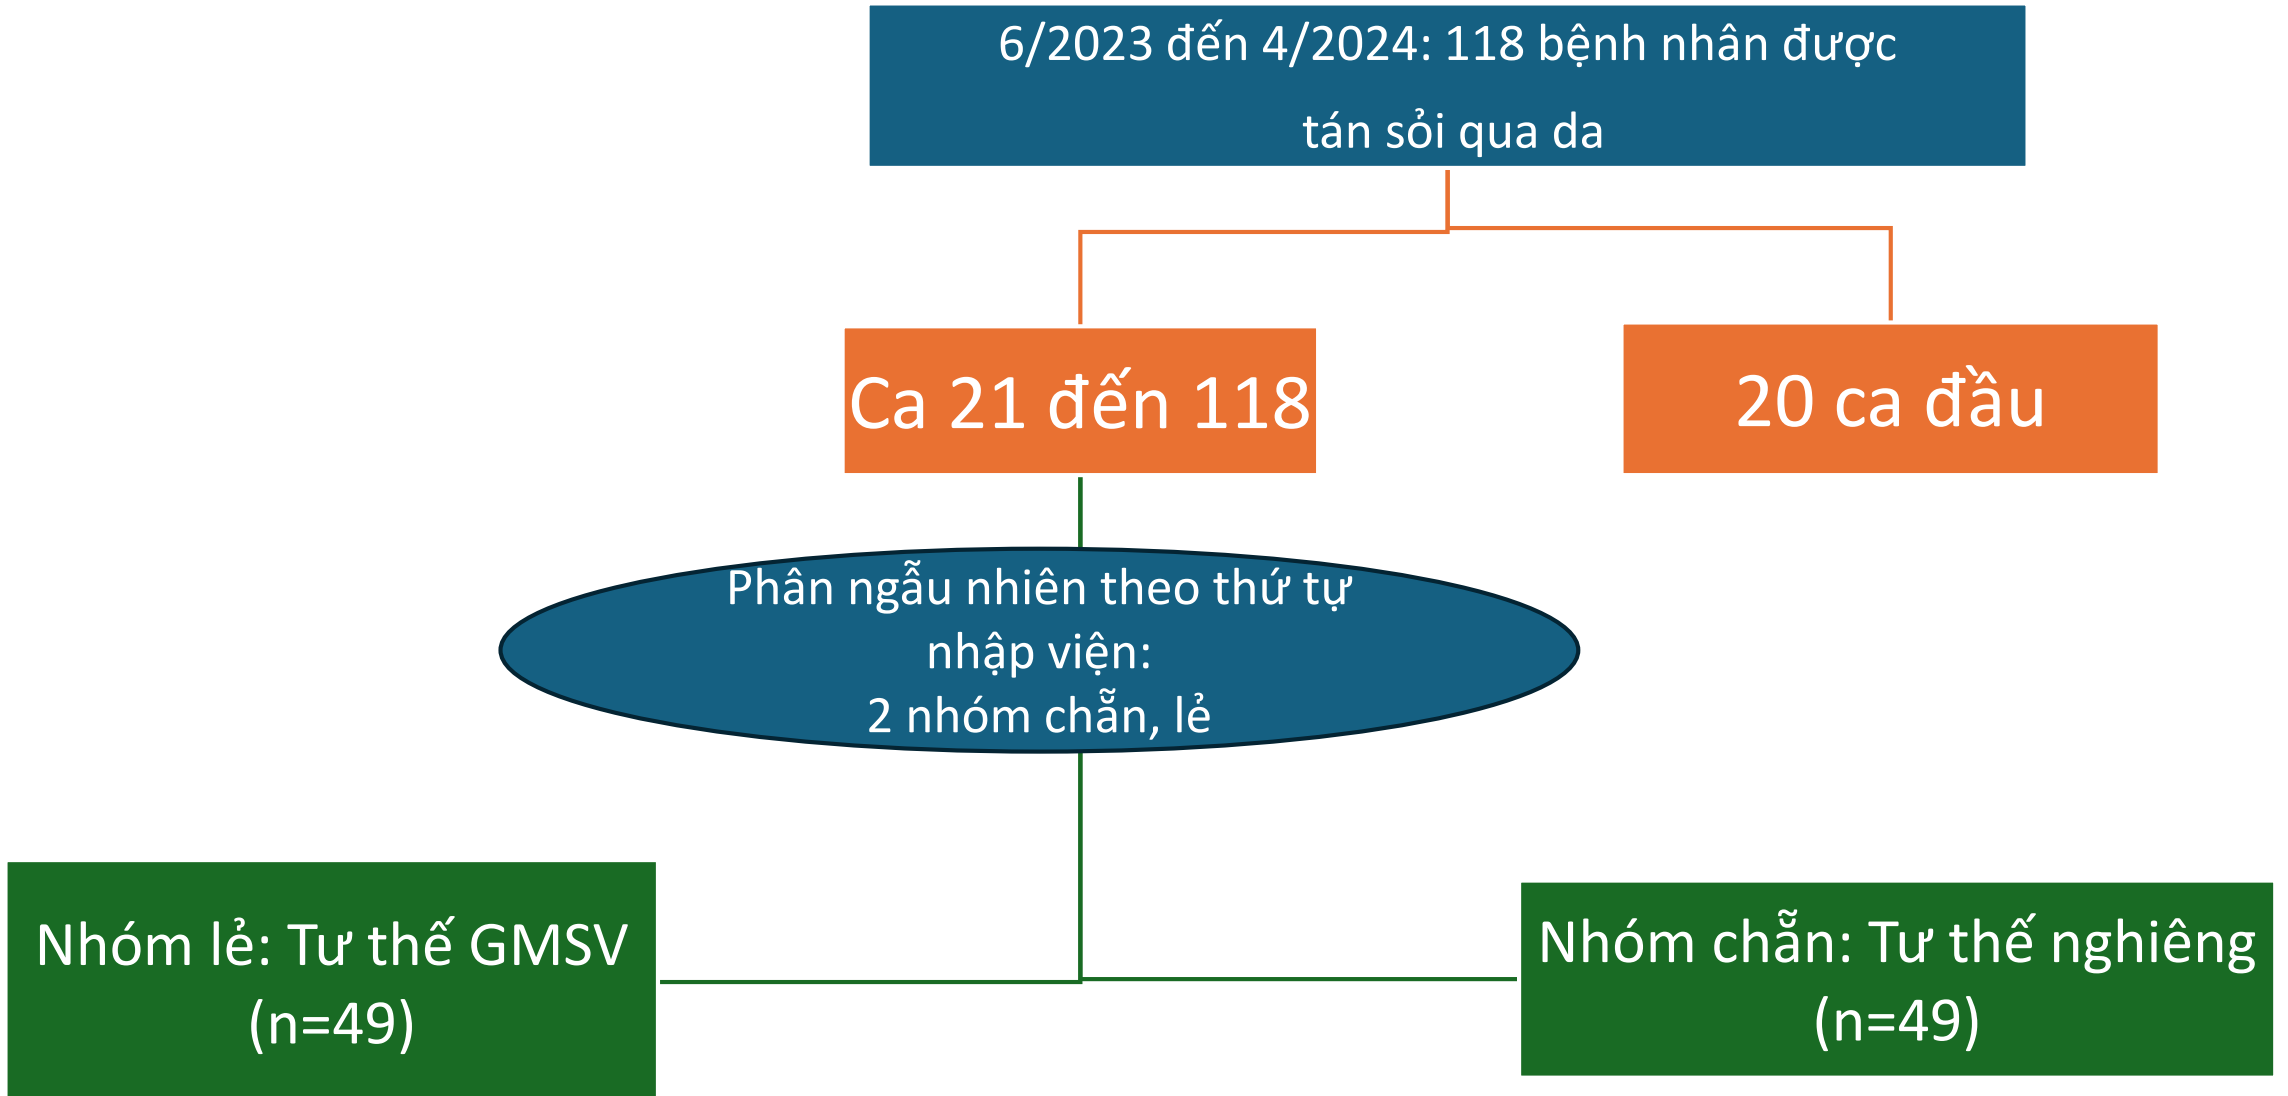 6/2023 đến 4/2024: 118 bệnh nhân được
tán sỏi qua da
Ca 21 đến 118
20 ca đầu
Phân ngẫu nhiên theo thứ tự
nhập viện:
2 nhóm chẵn, lẻ
Nhóm lẻ: Tư thế GMSV
(n=49)
Nhóm chẵn: Tư thế nghiêng
(n=49)